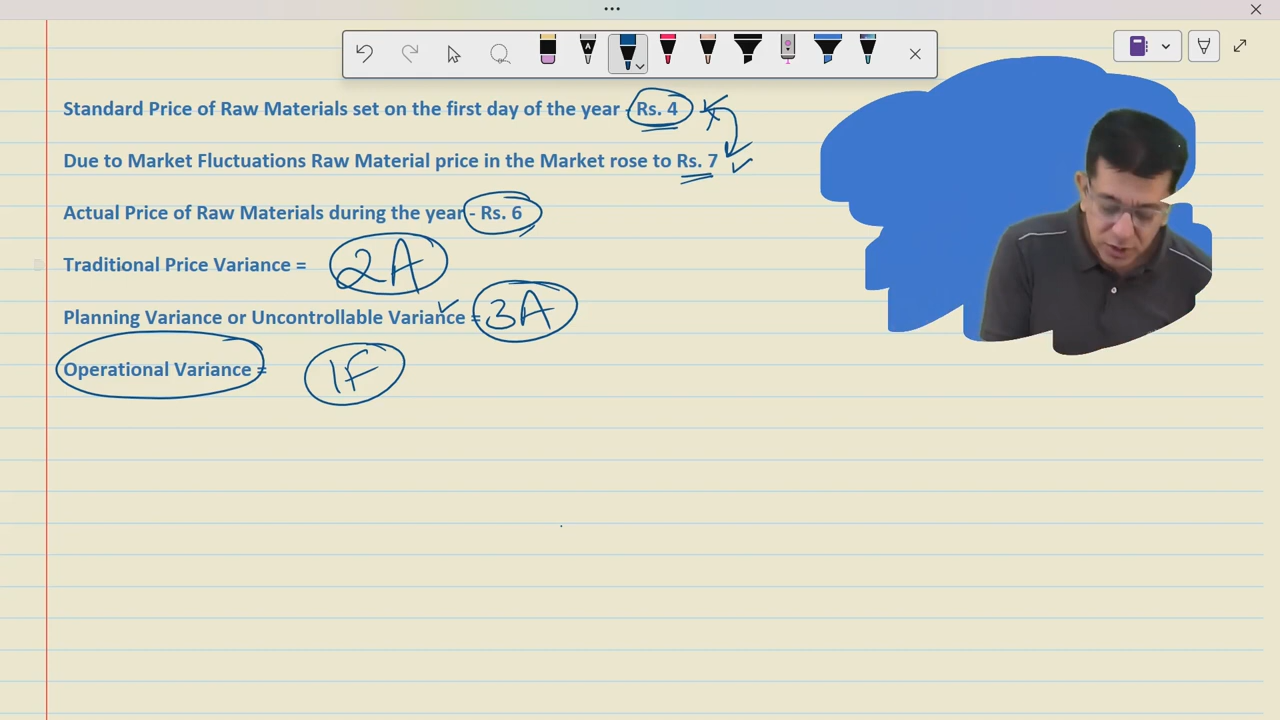 Standard Price of Raw Materials set on the first day of the year - Rs. 4
Due to Market Fluctuations Raw Material price in the Market rose to Rs. 7
Actual Price of Raw Materials during the year - Rs. 6
Traditional Price Variance = 2A
Planning Variance or Uncontrollable Variance = 3A
Operational Variance = 1F